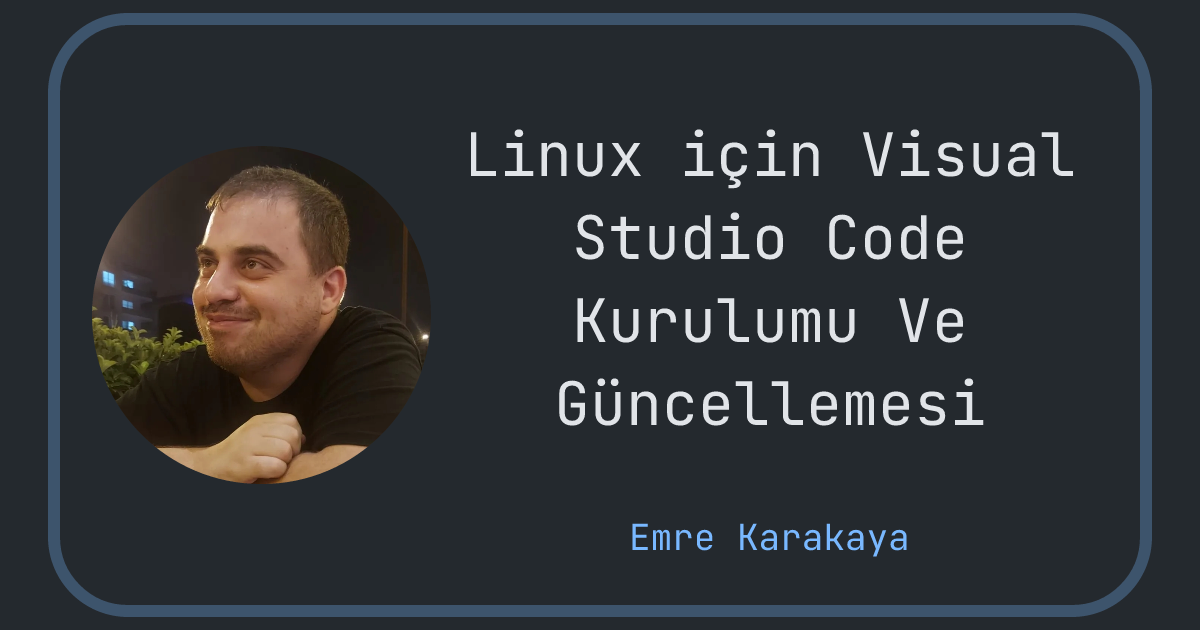 Linux için Visual
Studio Code
Kurulumu Ve
Güncellemesi
Emre Karakaya